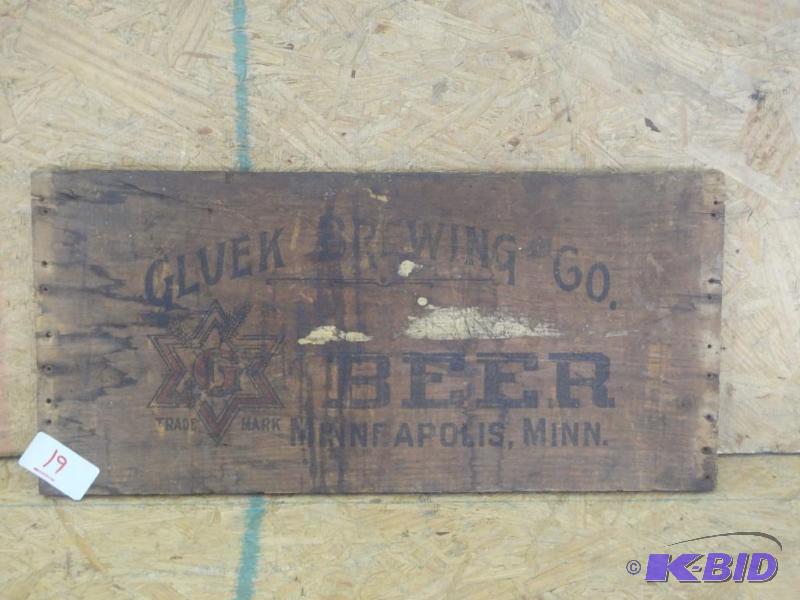 GLUEK BREWING CO.
G
BEER
TRADE MARK
MINNEAPOLIS, MINN.
19
© K-BID